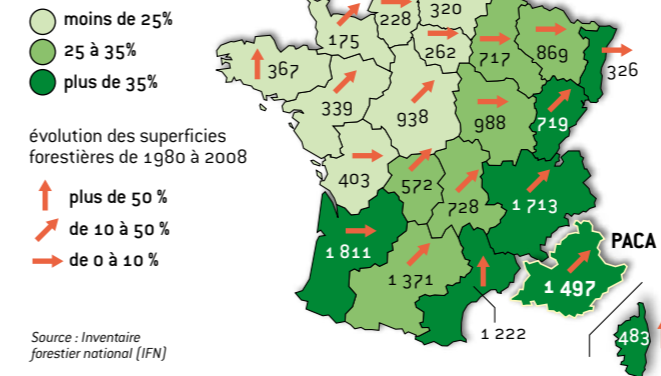 moins de 25%
25 à 35%
plus de 35%
évolution des superficies
forestières de 1980 à 2008
plus de 50 %
de 10 à 50 %
de 0 à 10 %
Source : Inventaire
forestier national (IFN)
228
320
175
262
717
869
326
367
339
938
988
719
403
572
728
1 713
1 811
1 371
PACA
1 497
1 222
483